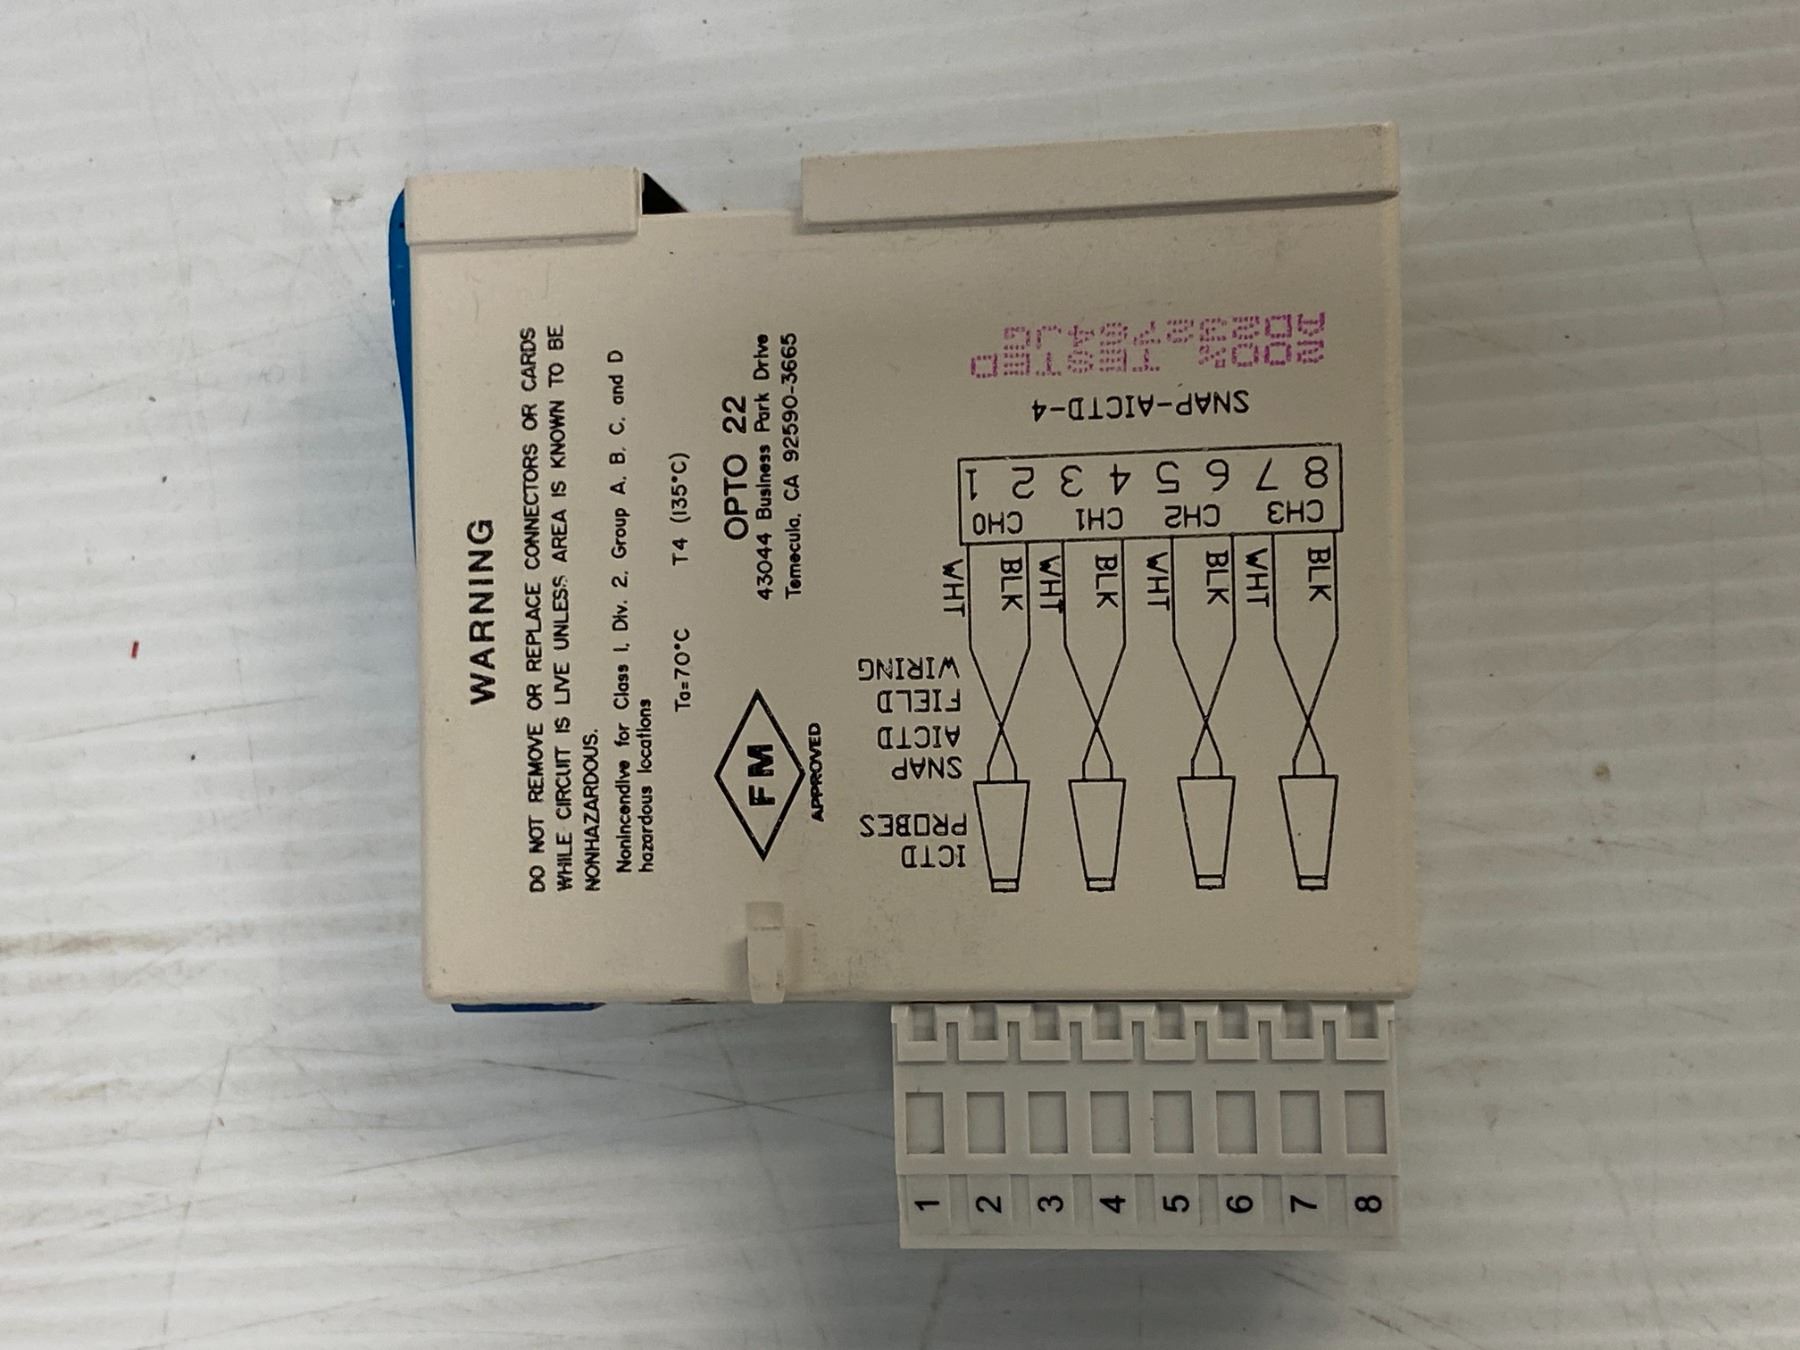 WARNING
DO NOT REMOVE OR REPLACE CONNECTORS OR CARDS
WHILE CIRCUIT IS LIVE UNLESS AREA IS KNOWN TO BE
NONHAZARDOUS.
Nonincendive for Class I, Div. 2, Group A, B, C, and D
hazardous locations
Ta=70°C T4 (135°C)
FM
APPROVED
OPTO 22
43044 Business Park Drive
Temecula, CA 92590-3665
ICTD
PROBES
SNAP
AICTD
FIELD
WIRING
BLK WHT BLK WHT BLK WHT BLK WHT
CH3 CH2 CH1 CH0
8 7 6 5 4 3 2 1
SNAP-AICTD-4
200% TESTED
1 2 3 4 5 6 7 8